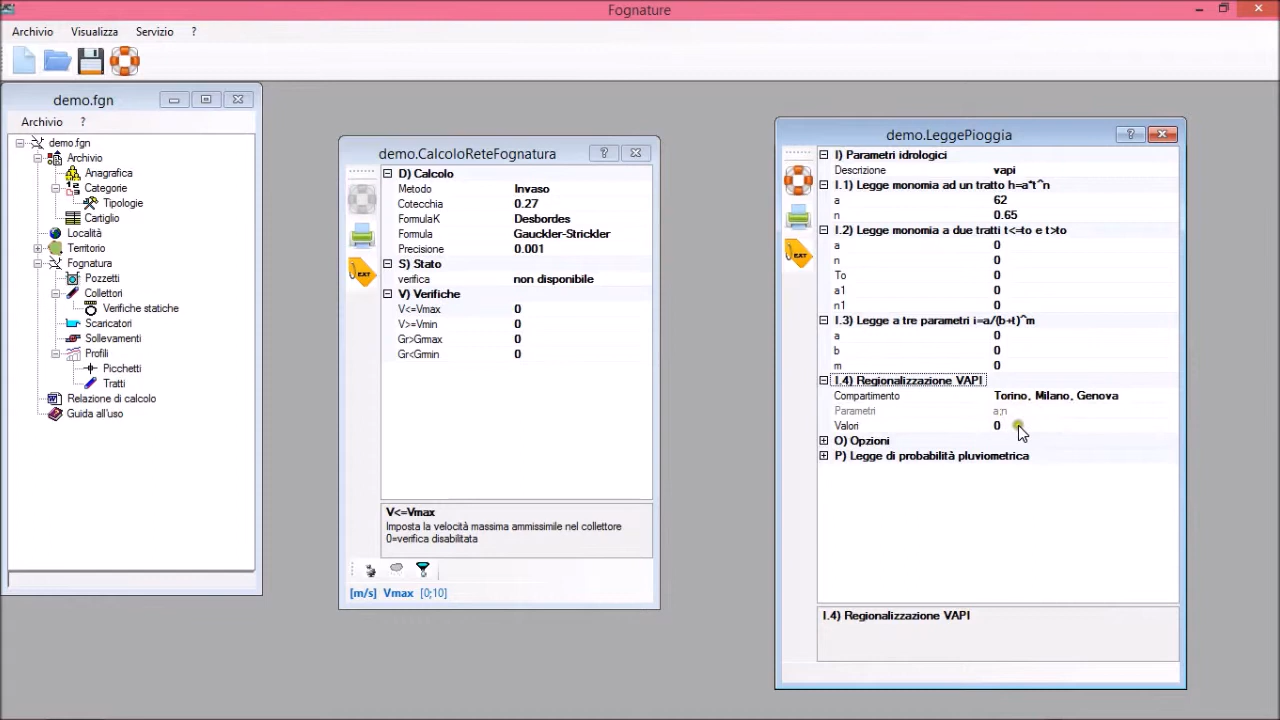 Fognature
Archivio Visualizza Servizio ?
demo.fgn
Archivio ?
demo.fgn
Archivio
Anagrafica
Categorie
Tipologie
Cartiglio
Località
Territorio
Fognatura
Pozzetti
Collettori
Verifiche statiche
Scaricatori
Sollevamenti
Profili
Picchetti
Tratti
Relazione di calcolo
Guida all'uso
demo.CalcoloReteFognatura
?
D) Calcolo
Metodo Invaso
Cotecchia 0.27
FormulaK Desbordes
Formula Gauckler-Strickler
Precisione 0.001
S) Stato
verifica non disponibile
V) Verifiche
V<=Vmax 0
V>=Vmin 0
Gr>Grmax 0
Gr<Gmin 0
EXT
V<=Vmax
Imposta la velocità massima ammissimile nel collettore
0=verifica disabilitata
[m/s] Vmax [0;10]
demo.LeggePioggia
?
I) Parametri idrologici
Descrizione vapi
I.1) Legge monomia ad un tratto h=a*t^n
a 62
n 0.65
I.2) Legge monomia a due tratti t<=to e t>to
a 0
n 0
To 0
a1 0
n1 0
I.3) Legge a tre parametri i=a/(b+t)^m
a 0
b 0
m 0
I.4) Regionalizzazione VAPI
Compartimento Torino, Milano, Genova
Parametri a;n
Valori 0
O) Opzioni
P) Legge di probabilità pluviometrica
EXT
I.4) Regionalizzazione VAPI